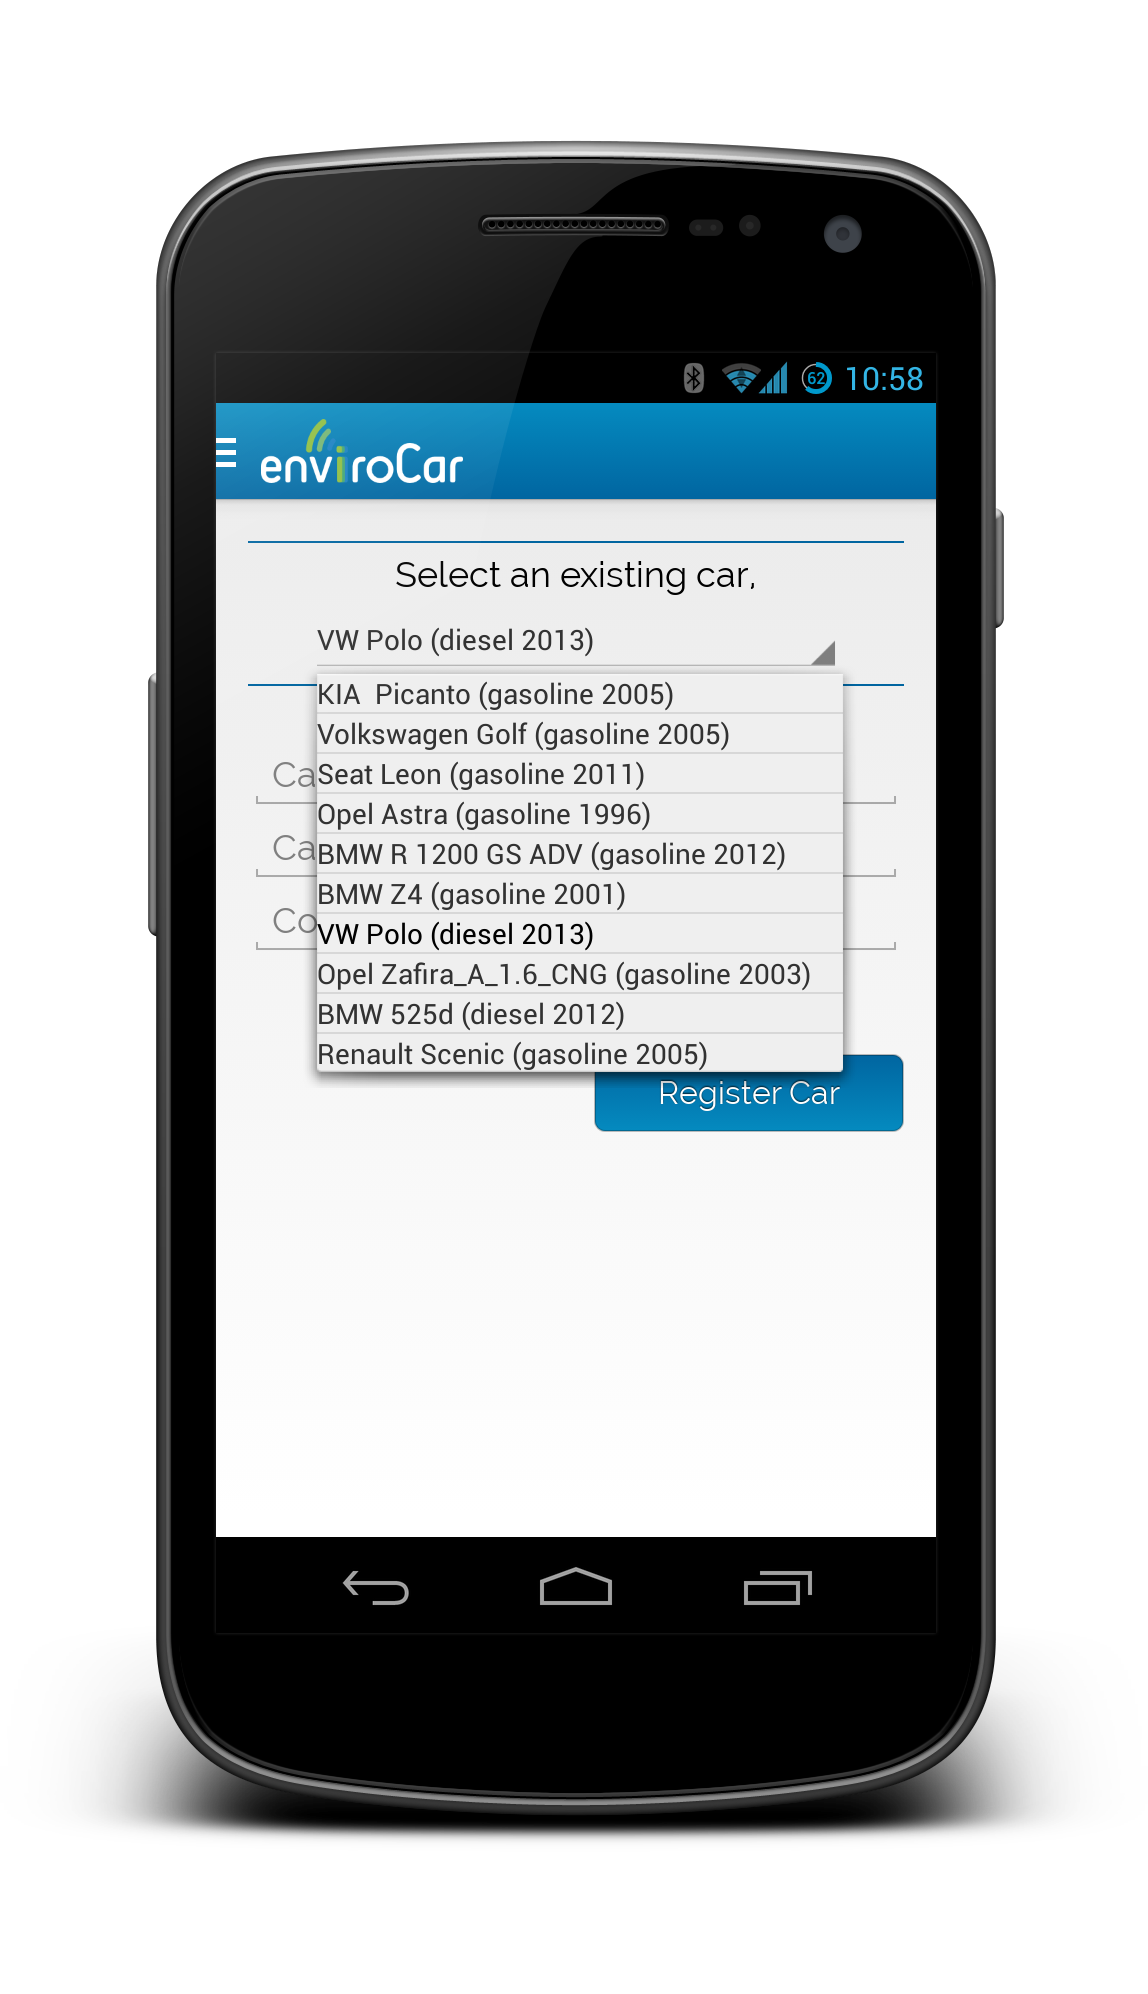 62 10:58
enviroCar
Select an existing car,
VW Polo (diesel 2013)
KIA  Picanto (gasoline 2005)
Volkswagen Golf (gasoline 2005)
Seat Leon (gasoline 2011)
Opel Astra (gasoline 1996)
BMW R 1200 GS ADV (gasoline 2012)
BMW Z4 (gasoline 2001)
VW Polo (diesel 2013)
Opel Zafira_A_1.6_CNG (gasoline 2003)
BMW 525d (diesel 2012)
Renault Scenic (gasoline 2005)
Register Car